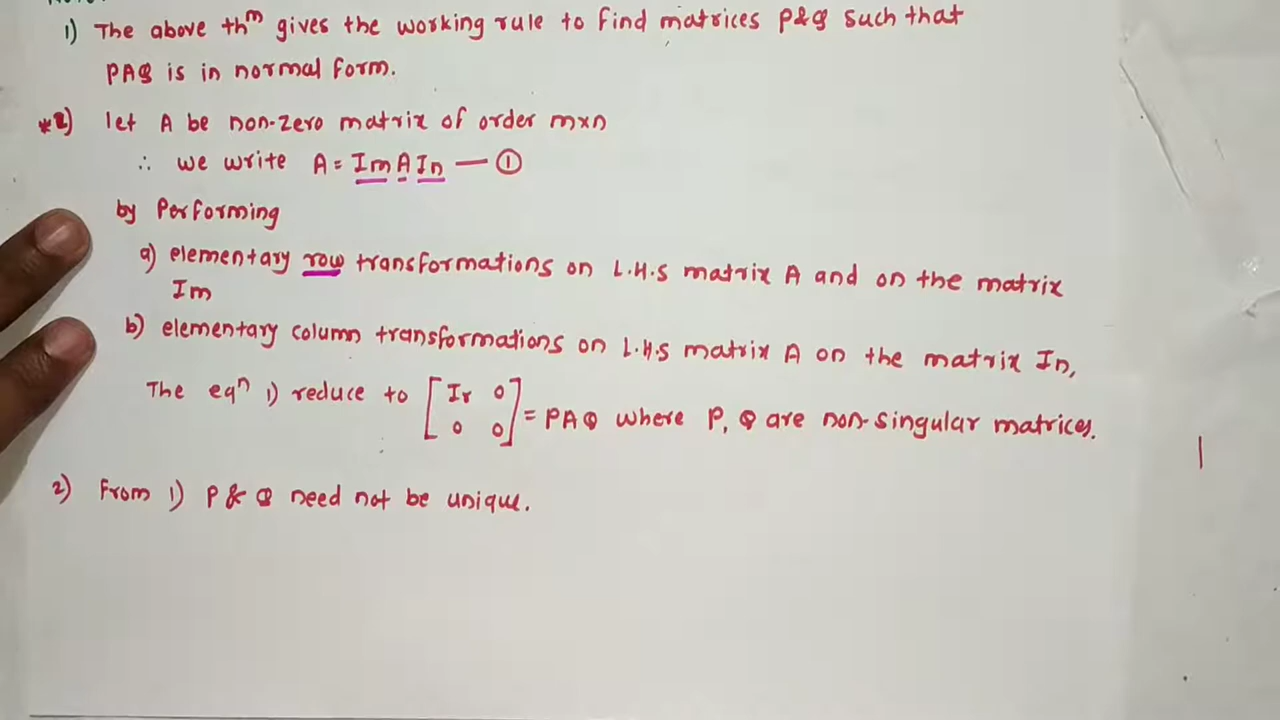 1) The above thᵐ gives the working rule to find matrices P&Q such that
PAQ is in normal form.
*2) let A be non-zero matrix of order mxn
∴ we write A = Im A In — ①
by Performing
a) elementary row transformations on L.H.S matrix A and on the matrix
Im
b) elementary column transformations on L.H.S matrix A on the matrix In,
The eqⁿ 1) reduce to [Ir 0
0 0] = PAQ where P, Q are non-singular matrices.
2) From 1) P & Q need not be unique.